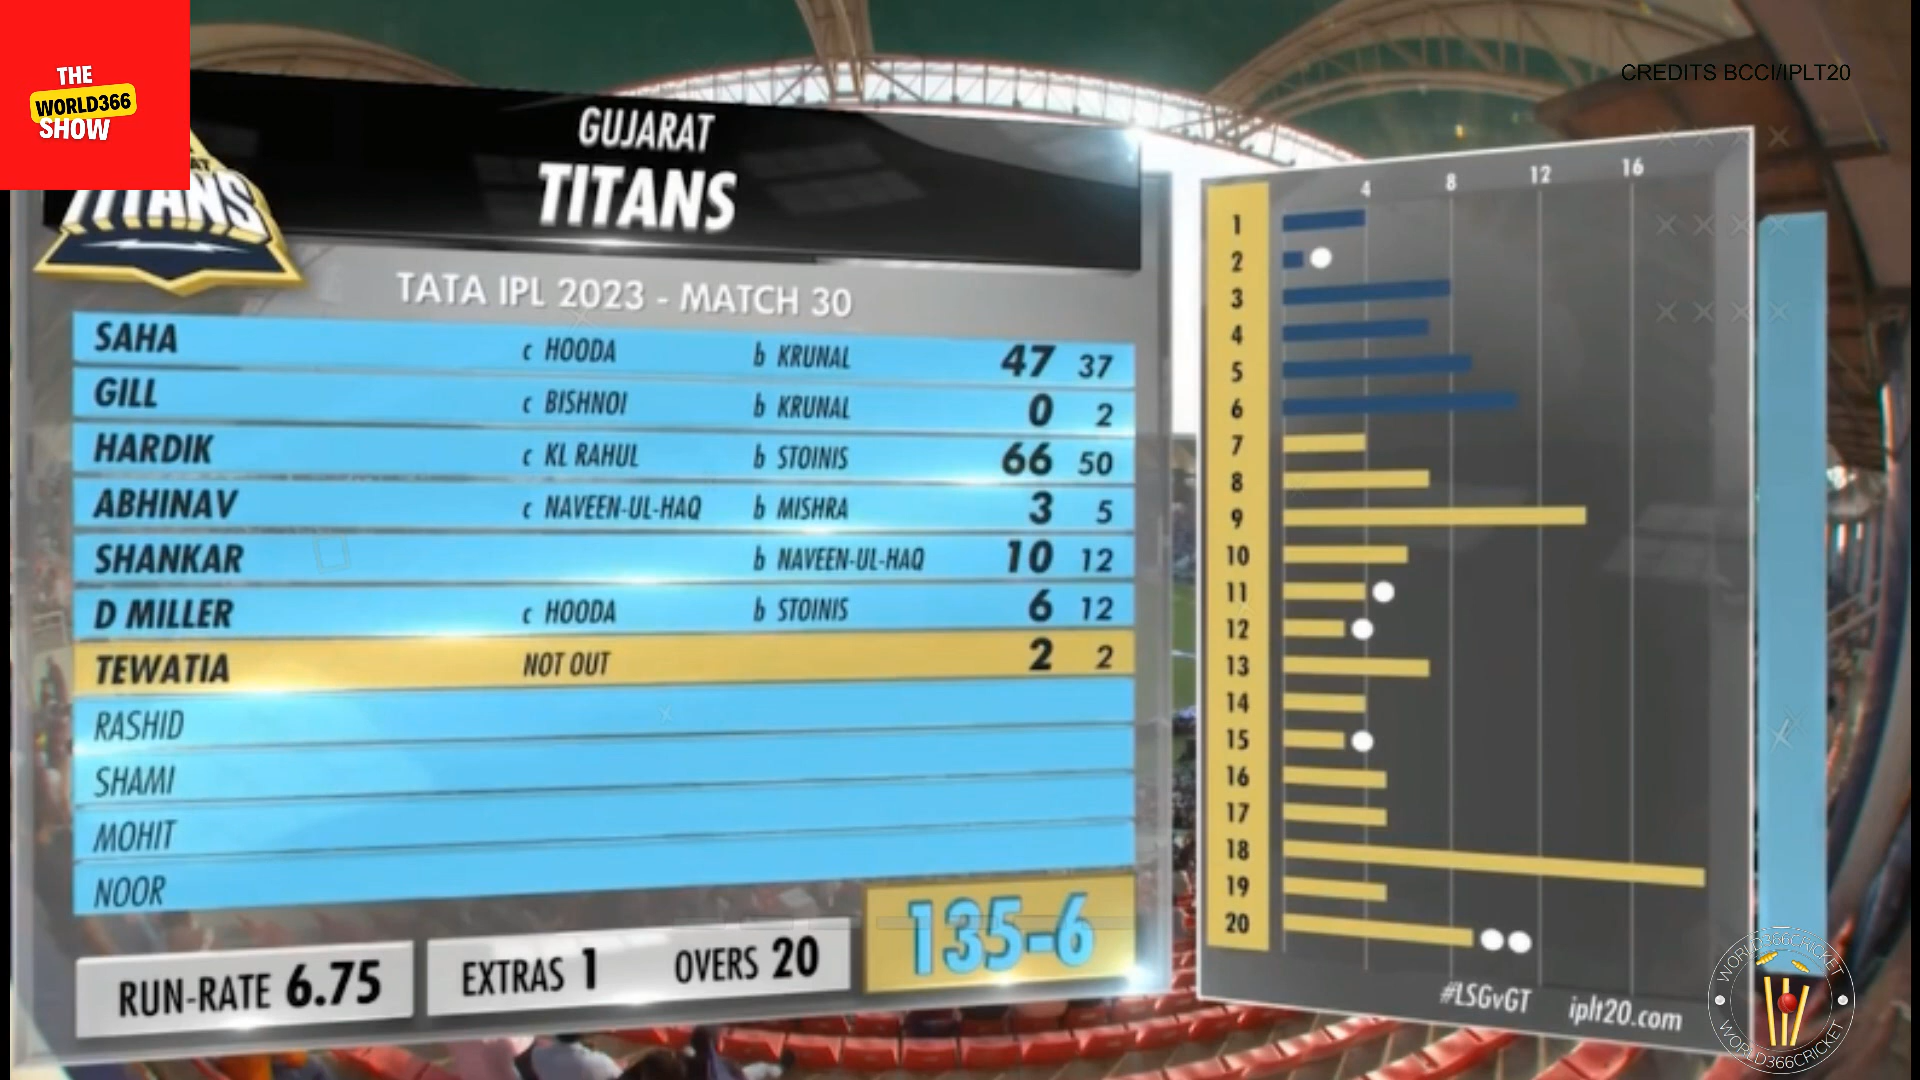 THE
WORLD366
SHOW
CREDITS BCCI/IPLT20
TITANS
GUJARAT
TITANS
TATA IPL 2023 - MATCH 30
SAHA c HOODA b KRUNAL 47 37
GILL c BISHNOI b KRUNAL 0 2
HARDIK c KL RAHUL b STOINIS 66 50
ABHINAV c NAVEEN-UL-HAQ b MISHRA 3 5
SHANKAR b NAVEEN-UL-HAQ 10 12
D MILLER c HOODA b STOINIS 6 12
TEWATIA NOT OUT 2 2
RASHID
SHAMI
MOHIT
NOOR
RUN-RATE 6.75 EXTRAS 1 OVERS 20 135-6
4 8 12 16
1
2
3
4
5
6
7
8
9
10
11
12
13
14
15
16
17
18
19
20
#LSGvGT iplt20.com
WORLD366CRICKET
WORLD366CRICKET